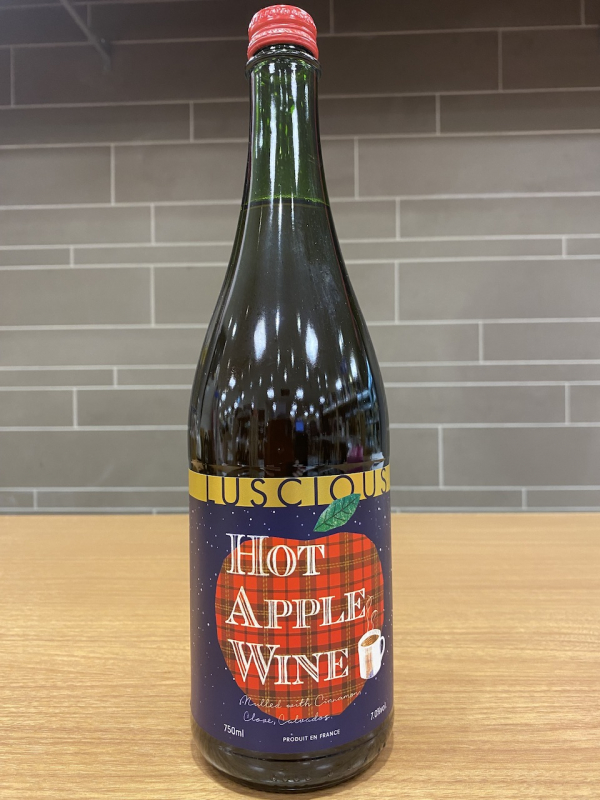 LUSCIOUS
HOT
APPLE
WINE
Mulled with Cinnamon,
Clove, Calvados.
750ml
7.0%vol.
PRODUIT EN FRANCE